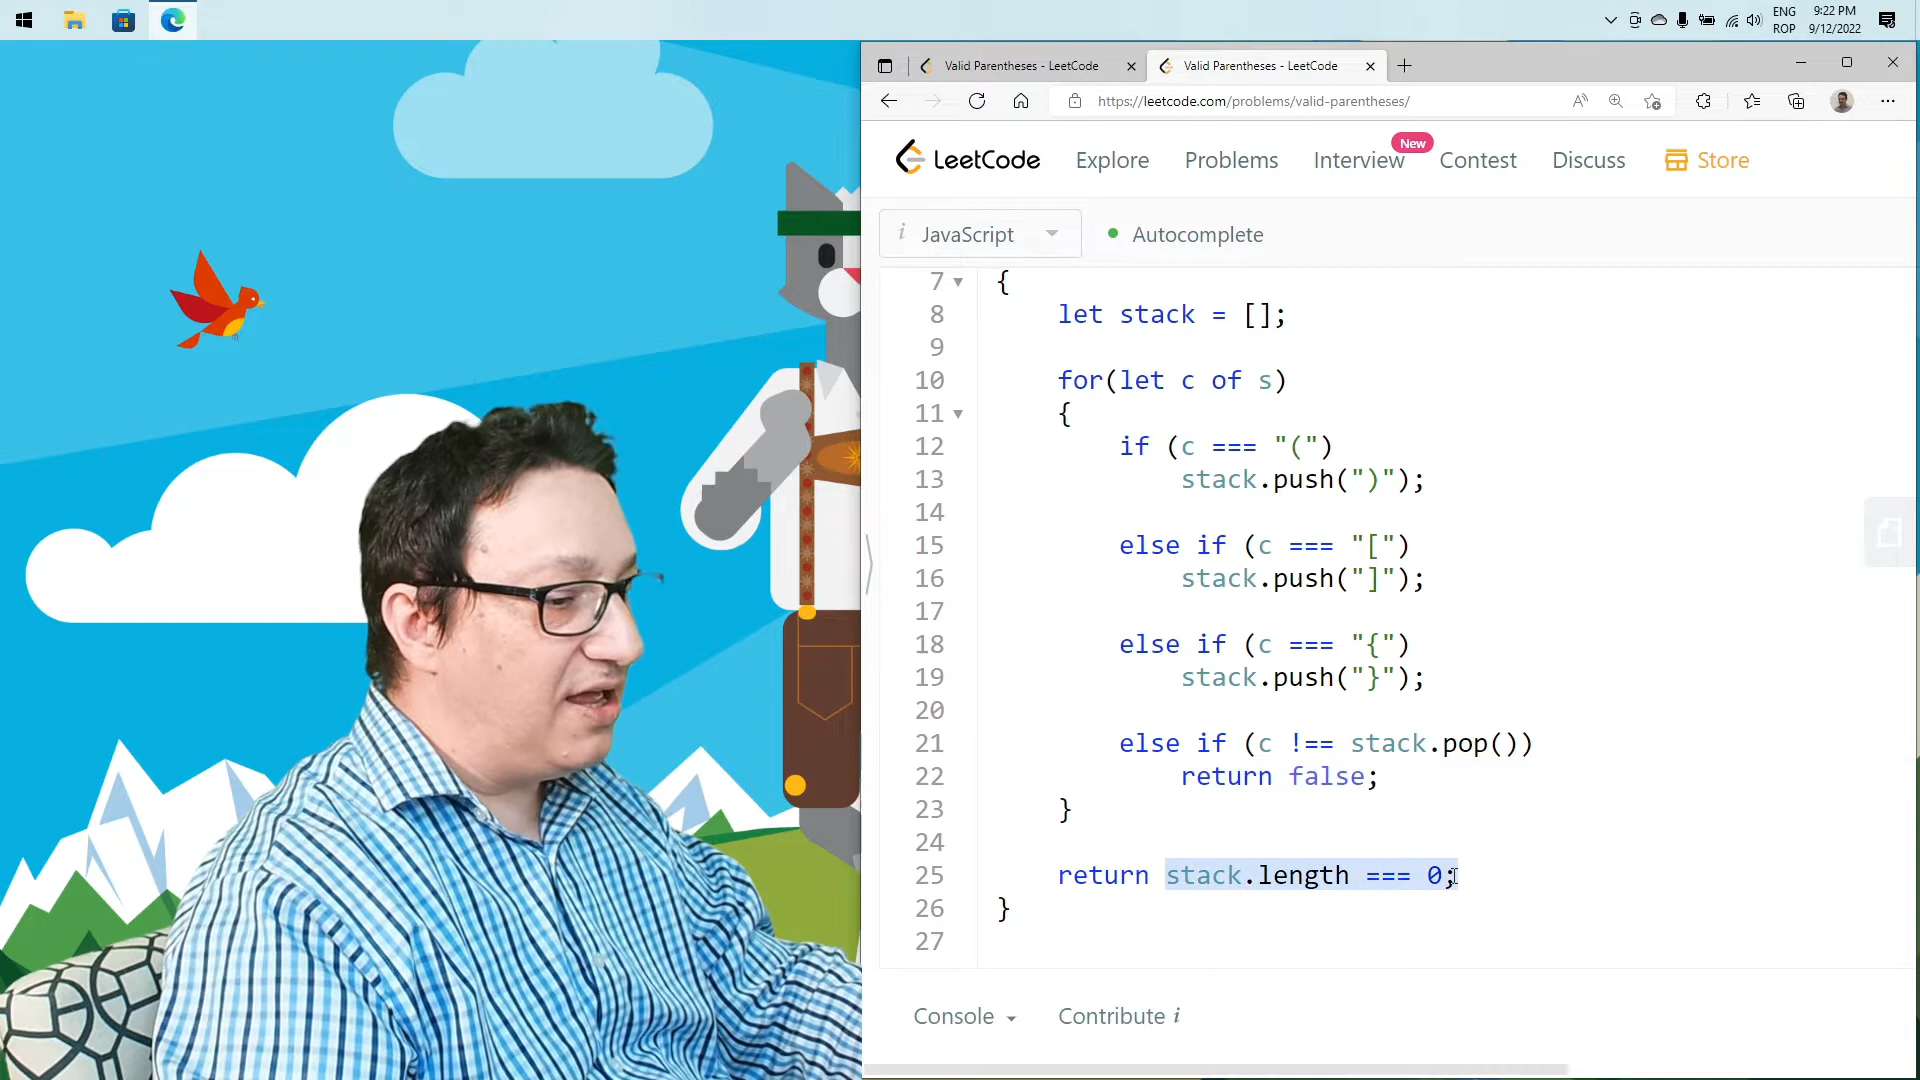 ENG
ROP
9:22 PM
9/12/2022
Valid Parentheses - LeetCode
Valid Parentheses - LeetCode
https://leetcode.com/problems/valid-parentheses/
LeetCode
Explore
Problems
Interview
New
Contest
Discuss
Store
i JavaScript
Autocomplete
7 {
8 let stack = [];
9
10 for(let c of s)
11 {
12 if (c === "(")
13 stack.push(")");
14
15 else if (c === "[")
16 stack.push("]");
17
18 else if (c === "{")
19 stack.push("}");
20
21 else if (c !== stack.pop())
22 return false;
23 }
24
25 return stack.length === 0;
26 }
27
Console
Contribute i